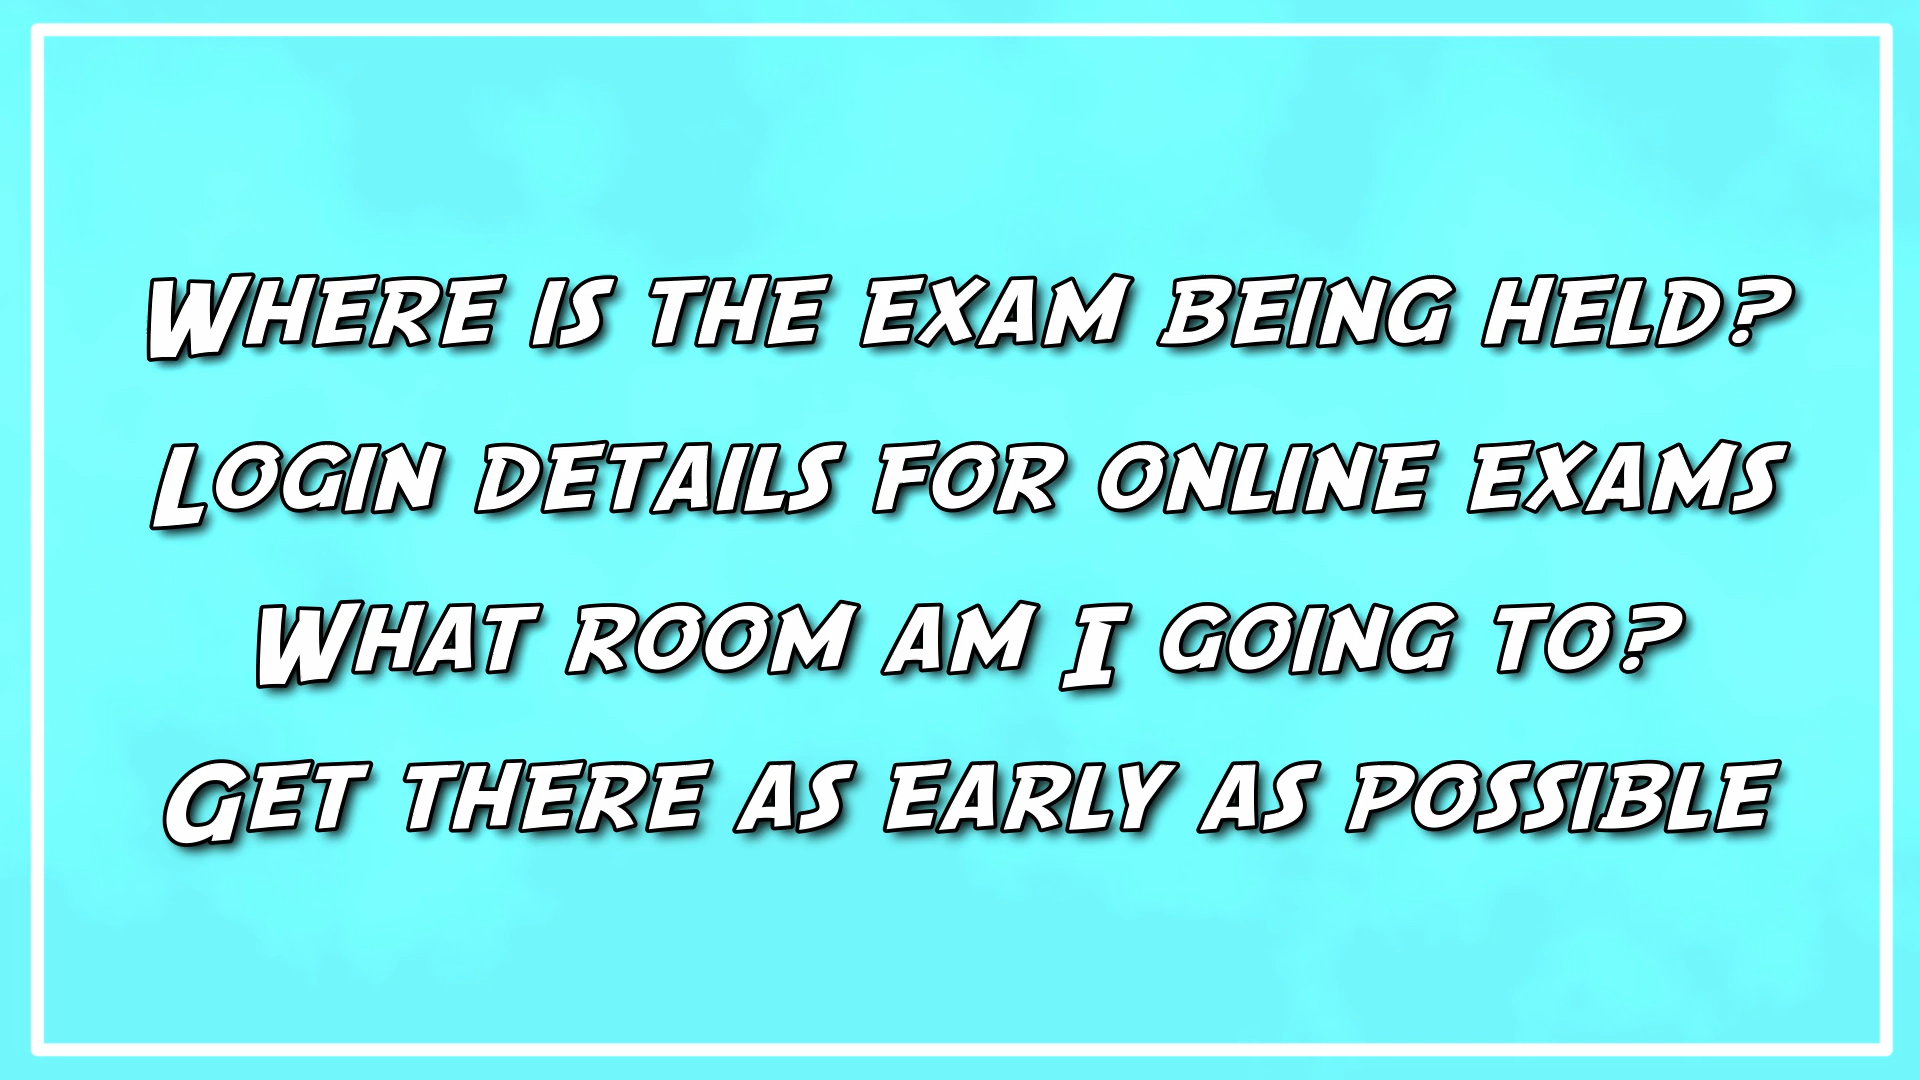 Where is the exam being held?
Login details for online exams
What room am I going to?
Get there as early as possible